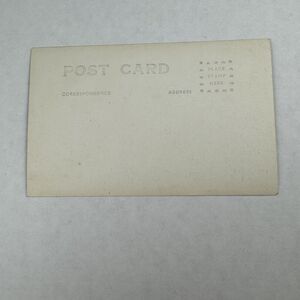 POST CARD
PLACE
STAMP
HERE
CORRESPONDENCE
ADDRESS